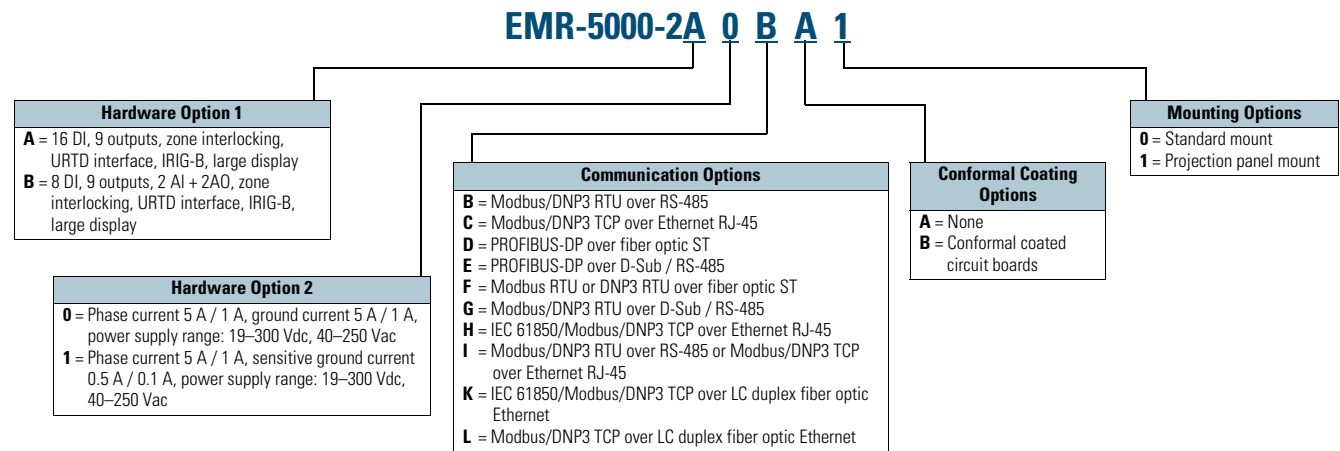 EMR-5000-2A 0 B A 1
Hardware Option 1
A = 16 DI, 9 outputs, zone interlocking,
URTD interface, IRIG-B, large display
B = 8 DI, 9 outputs, 2 AI + 2AO, zone
interlocking, URTD interface, IRIG-B,
large display
Hardware Option 2
0 = Phase current 5 A / 1 A, ground current 5 A / 1 A,
power supply range: 19–300 Vdc, 40–250 Vac
1 = Phase current 5 A / 1 A, sensitive ground current
0.5 A / 0.1 A, power supply range: 19–300 Vdc,
40–250 Vac
Communication Options
B = Modbus/DNP3 RTU over RS-485
C = Modbus/DNP3 TCP over Ethernet RJ-45
D = PROFIBUS-DP over fiber optic ST
E = PROFIBUS-DP over D-Sub / RS-485
F = Modbus RTU or DNP3 RTU over fiber optic ST
G = Modbus/DNP3 RTU over D-Sub / RS-485
H = IEC 61850/Modbus/DNP3 TCP over Ethernet RJ-45
I = Modbus/DNP3 RTU over RS-485 or Modbus/DNP3 TCP
over Ethernet RJ-45
K = IEC 61850/Modbus/DNP3 TCP over LC duplex fiber optic
Ethernet
L = Modbus/DNP3 TCP over LC duplex fiber optic Ethernet
Conformal Coating
Options
A = None
B = Conformal coated
circuit boards
Mounting Options
0 = Standard mount
1 = Projection panel mount